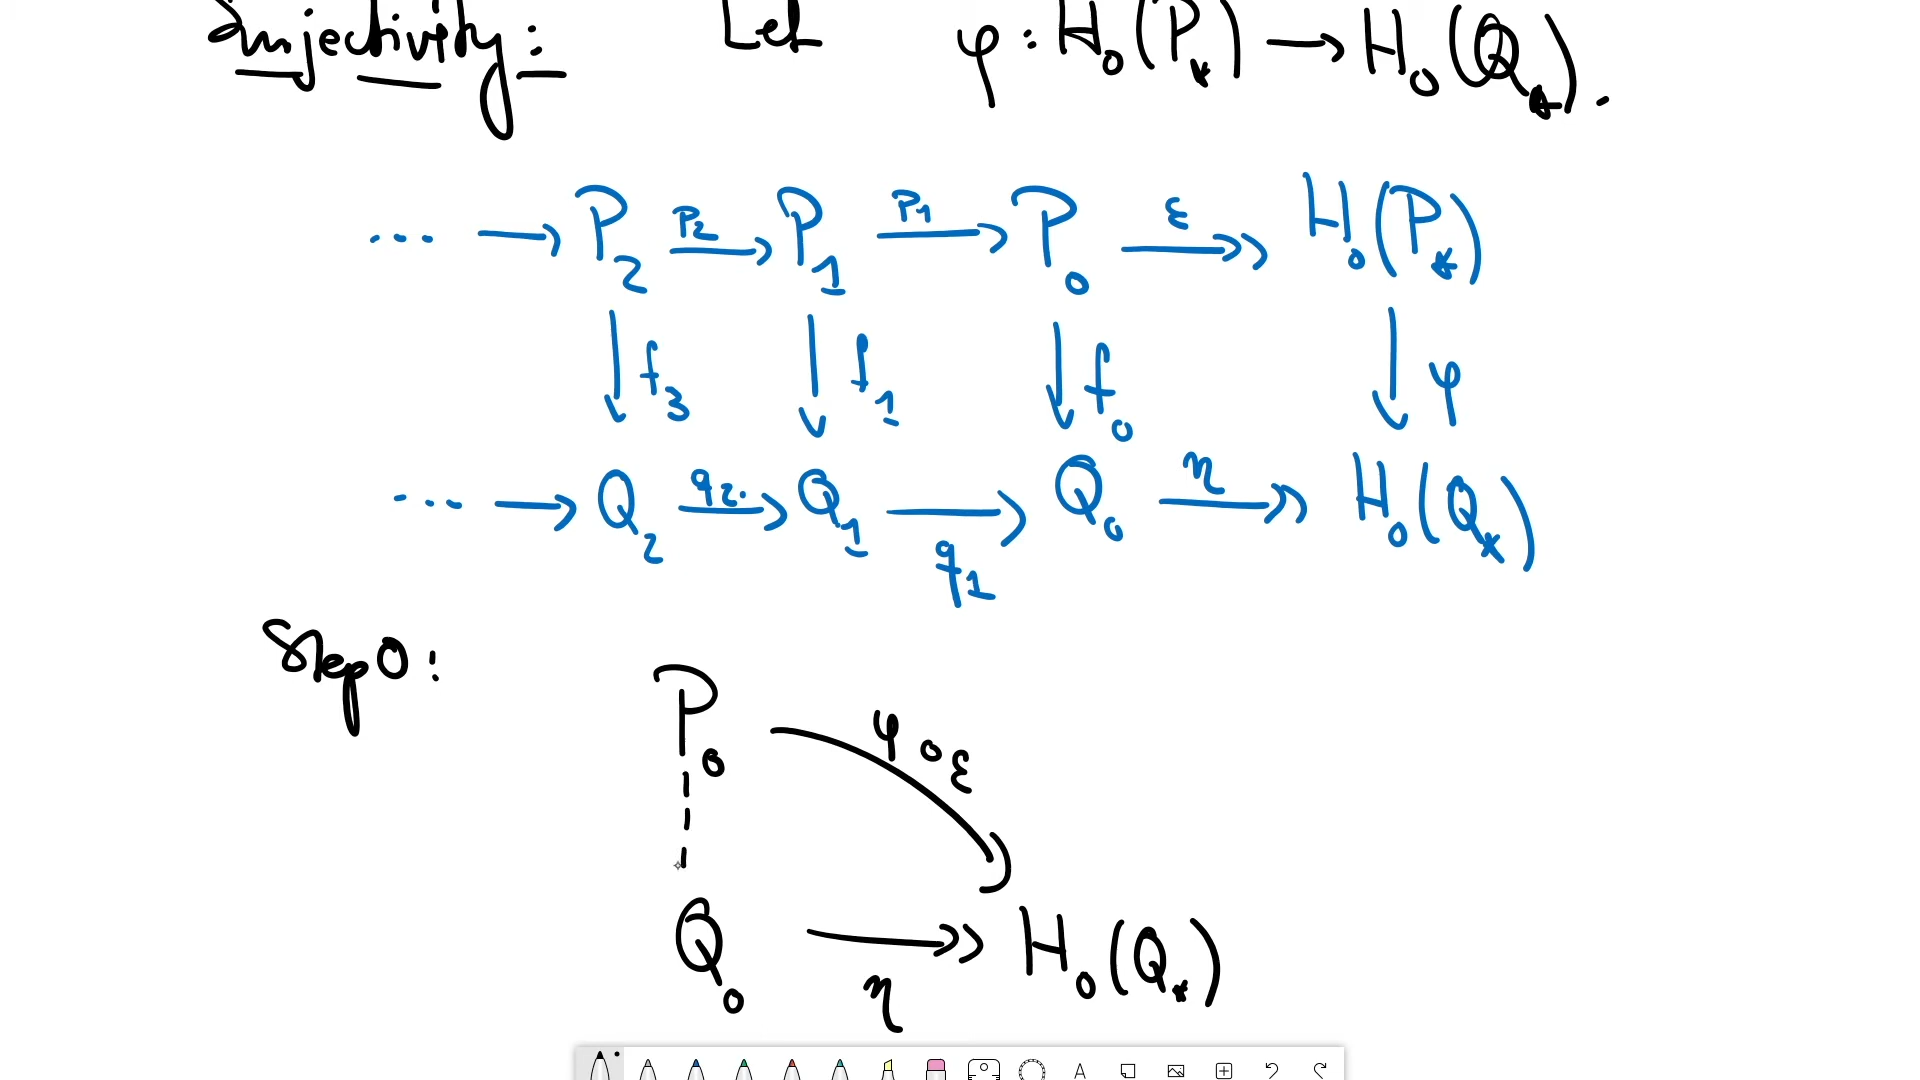 Surjectivity: Let φ: H₀(P⋆) → H₀(Q⋆).
⋯ → P₂ —p₂→ P₁ —p₁→ P₀ —ε↠ H₀(P⋆)
↓ f₃ ↓ f₁ ↓ f₀ ↓ φ
⋯ → Q₂ —q₂.→ Q₁ —q₁→ Q₀ —η↠ H₀(Q⋆)
Step 0:
P₀ φ∘ε
Q₀ —η↠ H₀(Q⋆)
A